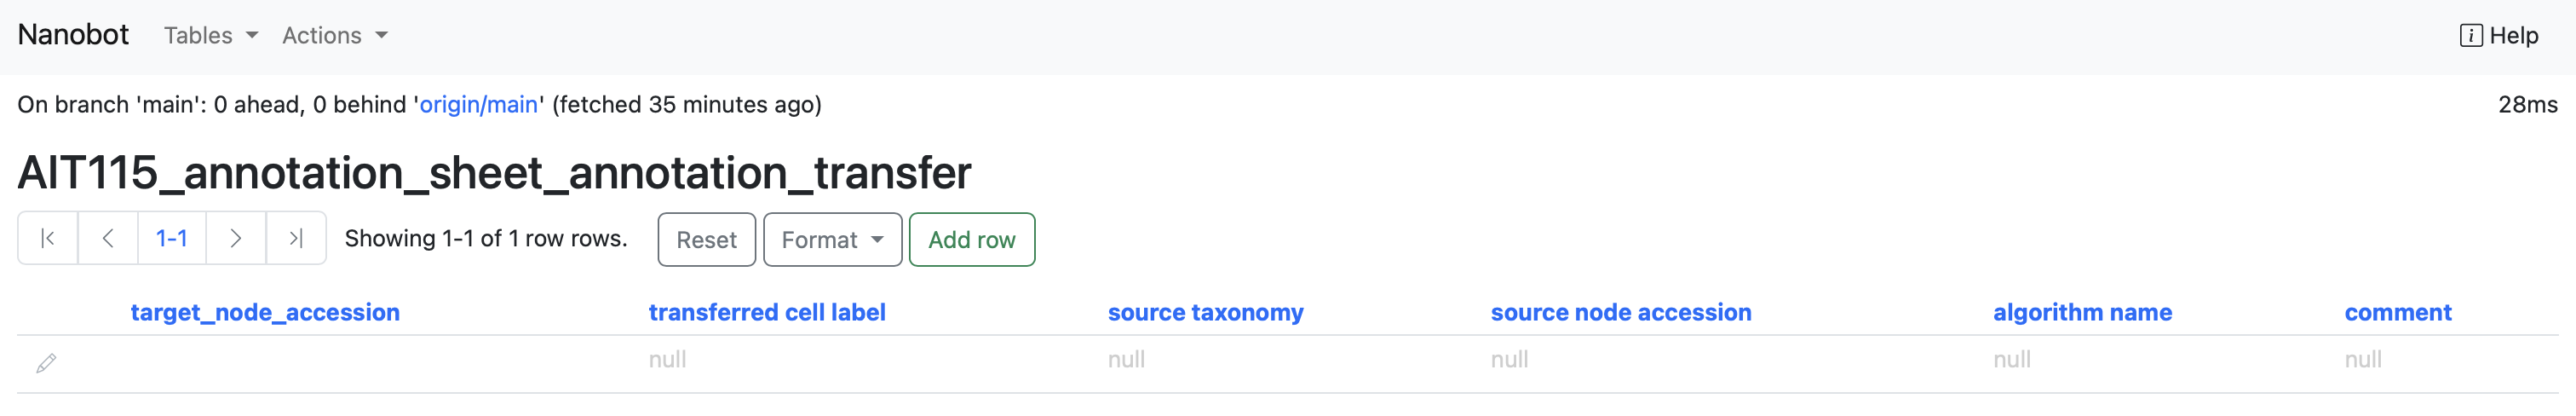 Nanobot Tables Actions Help
On branch 'main': 0 ahead, 0 behind 'origin/main' (fetched 35 minutes ago) 28ms
AIT115_annotation_sheet_annotation_transfer
1-1 Showing 1-1 of 1 row rows. Reset Format Add row
target_node_accession transferred cell label source taxonomy source node accession algorithm name comment
null null null null null